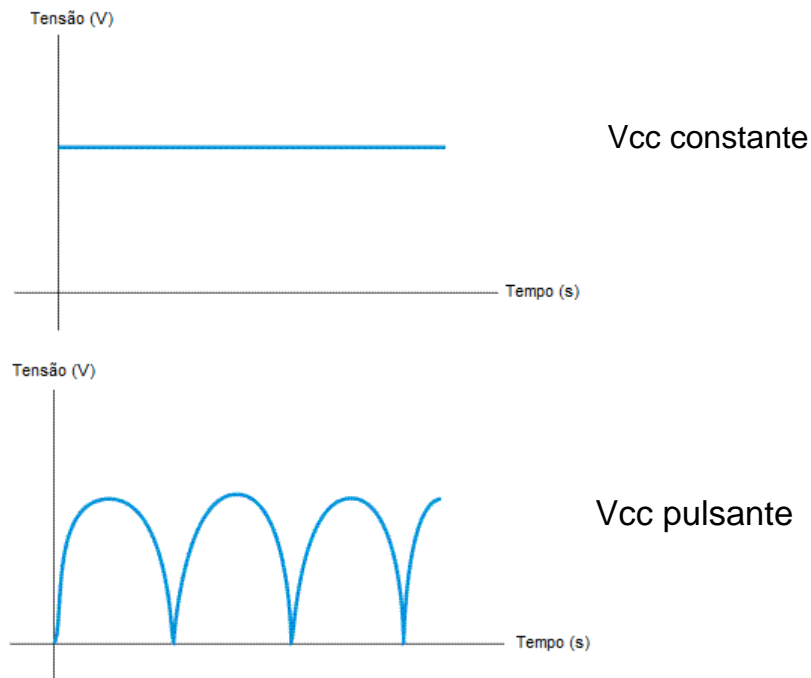 Tensão (V)
Vcc constante
Tempo (s)
Tensão (V)
Vcc pulsante
Tempo (s)